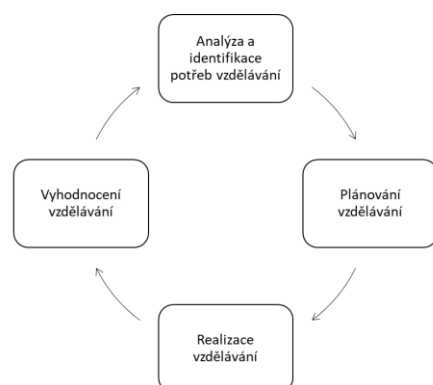 Analýza a
identifikace
potřeb vzdělávání
Plánování
vzdělávání
Realizace
vzdělávání
Vyhodnocení
vzdělávání